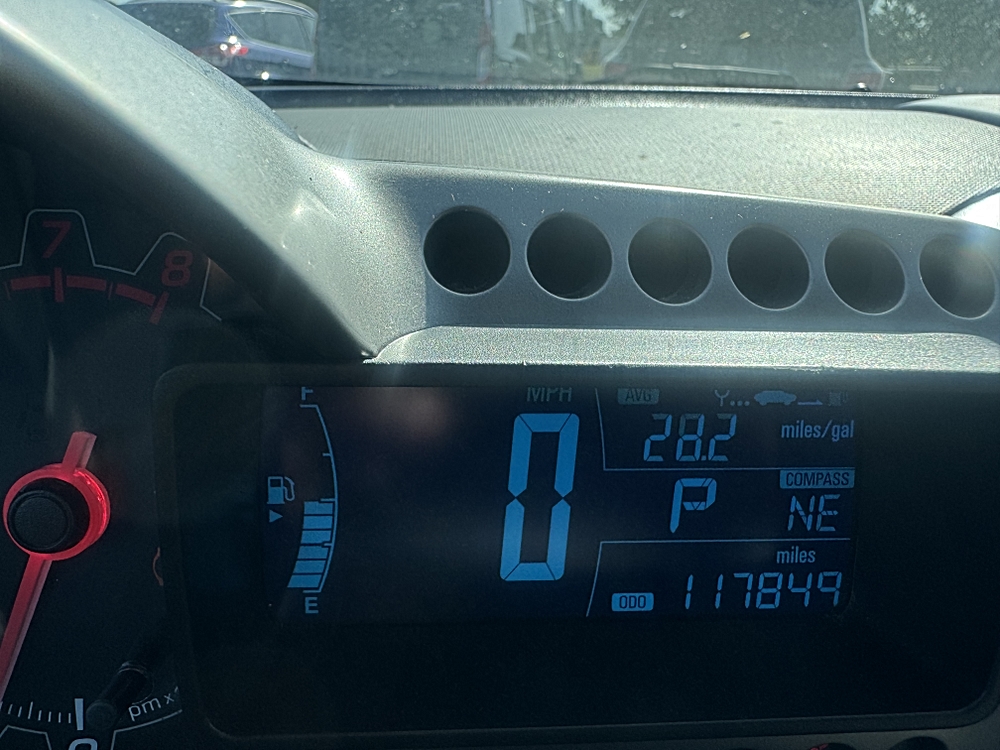 7
8
F
MPH
AVG
28.2 miles/gal
COMPASS
P NE
miles
E
ODO 117849
0